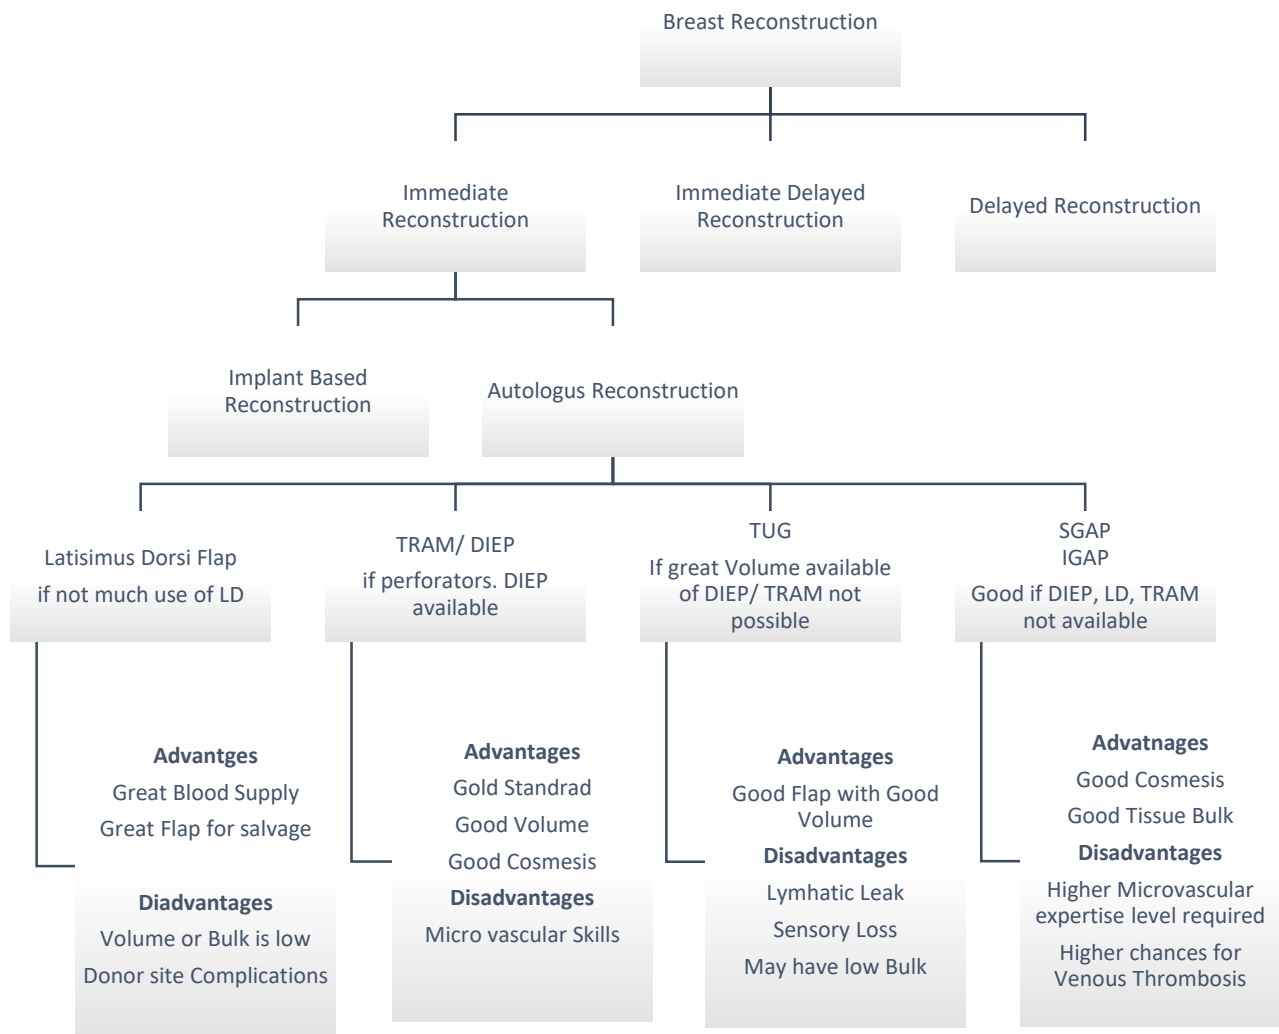 Breast Reconstruction
Immediate
Reconstruction
Immediate Delayed
Reconstruction
Delayed Reconstruction
Implant Based
Reconstruction
Autologus Reconstruction
Latisimus Dorsi Flap
if not much use of LD
TRAM/ DIEP
if perforators. DIEP
available
TUG
If great Volume available
of DIEP/ TRAM not
possible
SGAP
IGAP
Good if DIEP, LD, TRAM
not available
Advantges
Great Blood Supply
Great Flap for salvage
Diadvantages
Volume or Bulk is low
Donor site Complications
Advantages
Gold Standrad
Good Volume
Good Cosmesis
Disadvantages
Micro vascular Skills
Advantages
Good Flap with Good
Volume
Disadvantages
Lymhatic Leak
Sensory Loss
May have low Bulk
Advatnages
Good Cosmesis
Good Tissue Bulk
Disadvantages
Higher Microvascular
expertise level required
Higher chances for
Venous Thrombosis